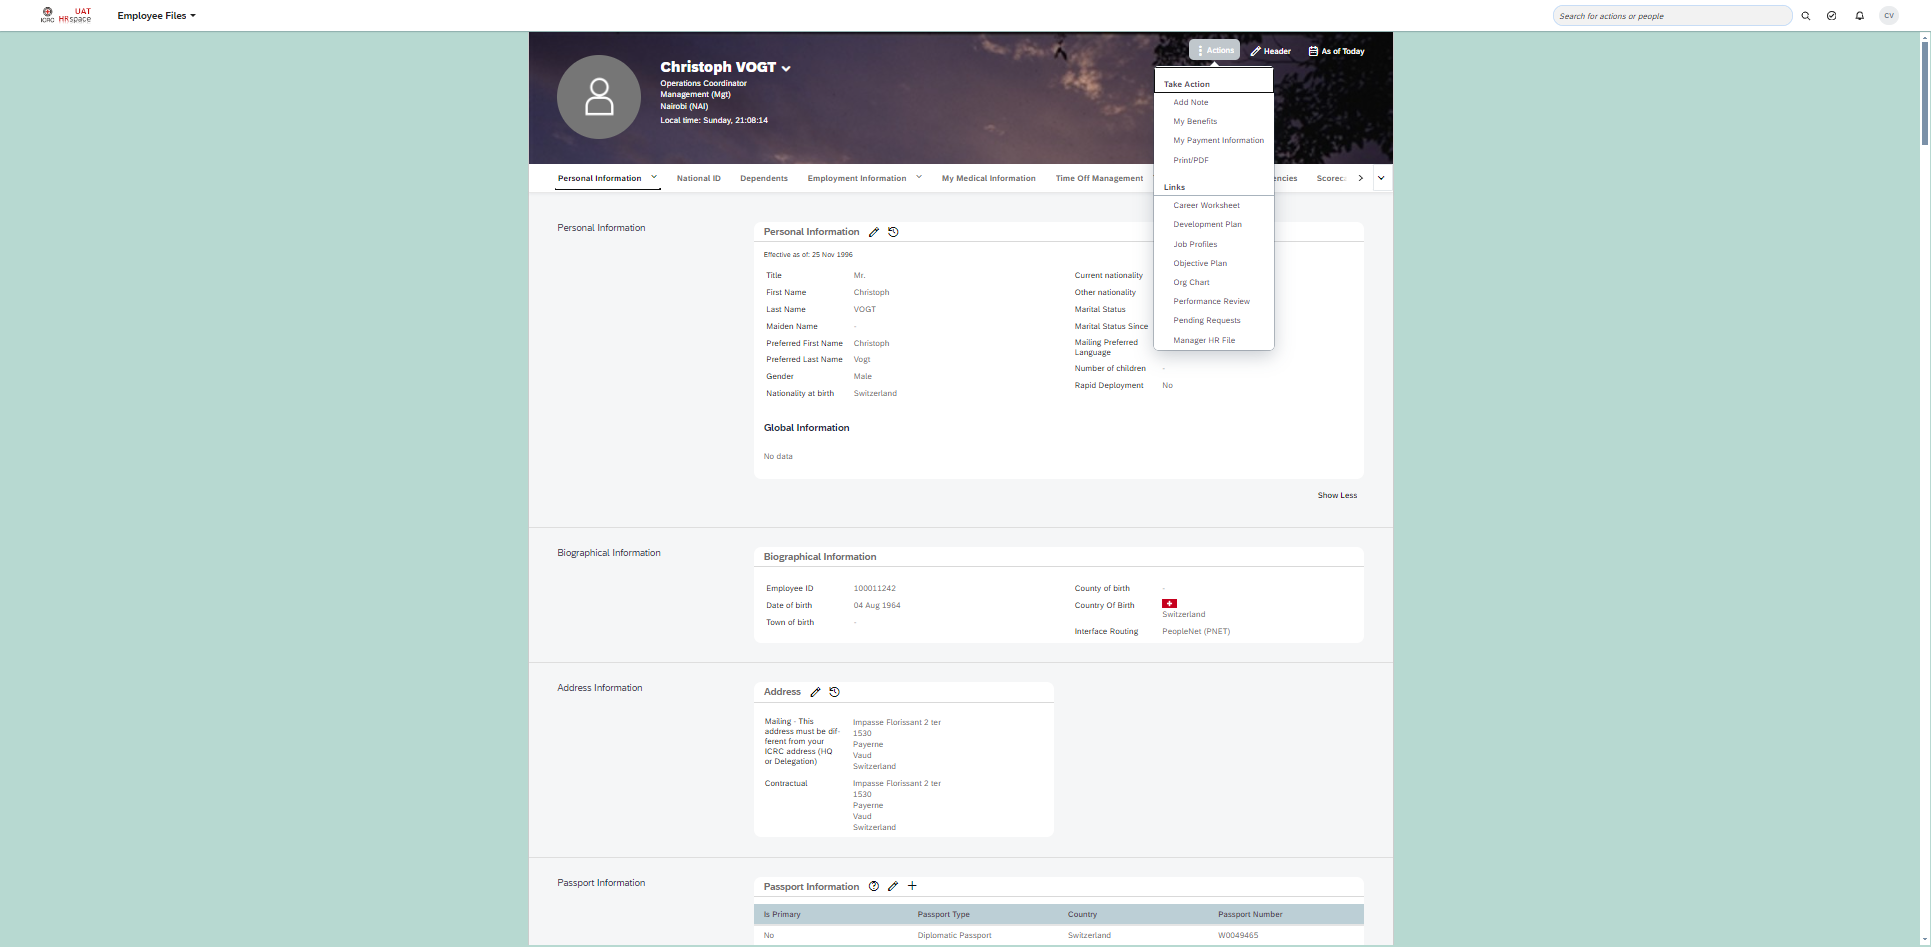 ICRC
UAT
HRspace
Employee Files
Search for actions or people
CV
Christoph VOGT
Operations Coordinator
Management (Mgt)
Nairobi (NAI)
Local time: Sunday, 21:08:14
Actions
Header
As of Today
Take Action
Add Note
My Benefits
My Payment Information
Print/PDF
Links
Career Worksheet
Development Plan
Job Profiles
Objective Plan
Org Chart
Performance Review
Pending Requests
Manager HR File
Personal Information
National ID
Dependents
Employment Information
My Medical Information
Time Off Management
Personal Information
Personal Information
Effective as of: 25 Nov 1996
Title Mr.
First Name Christoph
Last Name VOGT
Maiden Name -
Preferred First Name Christoph
Preferred Last Name Vogt
Gender Male
Nationality at birth Switzerland
Current nationality
Other nationality
Marital Status
Marital Status Since
Mailing Preferred
Language
Number of children -
Rapid Deployment No
Global Information
No data
Show Less
Biographical Information
Biographical Information
Employee ID 100011242
Date of birth 04 Aug 1964
Town of birth -
County of birth -
Country Of Birth
Switzerland
Interface Routing PeopleNet (PNET)
Address Information
Address
Mailing - This
address must be dif-
ferent from your
ICRC address (HQ
or Delegation)
Impasse Florissant 2 ter
1530
Payerne
Vaud
Switzerland
Contractual
Impasse Florissant 2 ter
1530
Payerne
Vaud
Switzerland
Passport Information
Passport Information
Is Primary Passport Type Country Passport Number
No Diplomatic Passport Switzerland W0049465